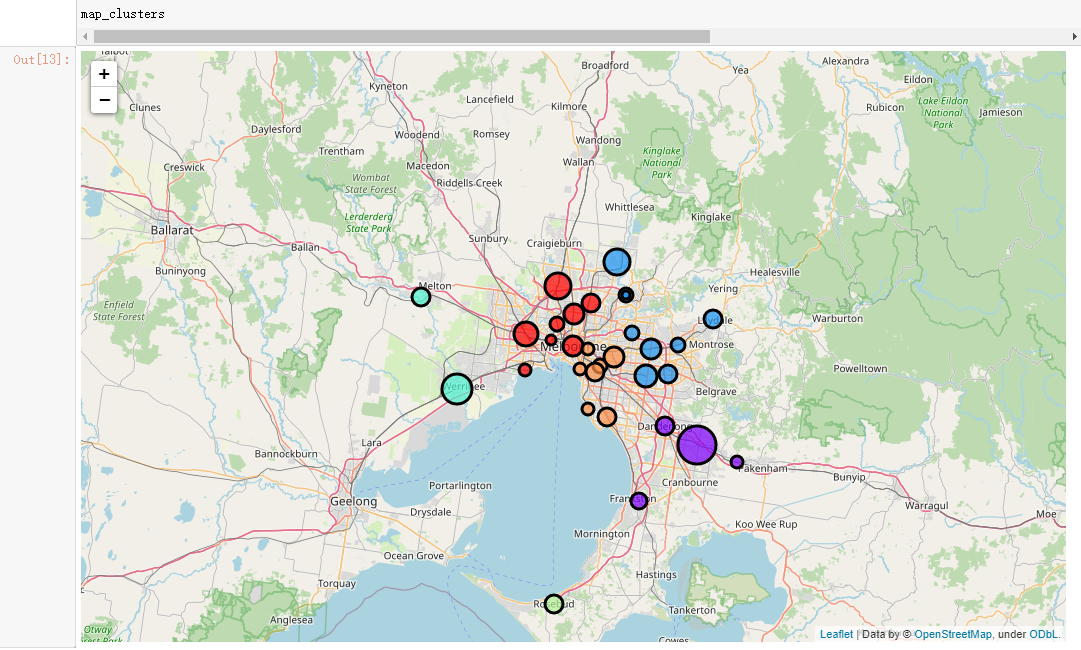 map_clusters
Out[13]:
+
−
Talbot
Broadford
Yea
Alexandra
Eildon
Kyneton
Lancefield
Kilmore
Rubicon
Lake Eildon
National
Park
Jamieson
Clunes
Daylesford
Woodend
Romsey
Wandong
Trentham
Macedon
Wallan
Kinglake
National
Park
Creswick
Wombat
State Forest
Riddells Creek
Lerderderg
State Park
Whittlesea
Kinglake
Ballarat
Ballan
Sunbury
Craigieburn
Buninyong
Melton
Healesville
Yering
Enfield
State Forest
Lilydale
Warburton
Melbourne
Montrose
Powelltown
Werribee
Belgrave
Lara
Dandenong
Bannockburn
Pakenham
Portarlington
Cranbourne
Bunyip
Geelong
Drysdale
Frankston
Warragul
Moe
Koo Wee Rup
Mornington
Ocean Grove
Hastings
Torquay
Rosebud
Tankerton
Anglesea
Otway
Forest Park
Cowes
Leaflet | Data by © OpenStreetMap, under ODbL.